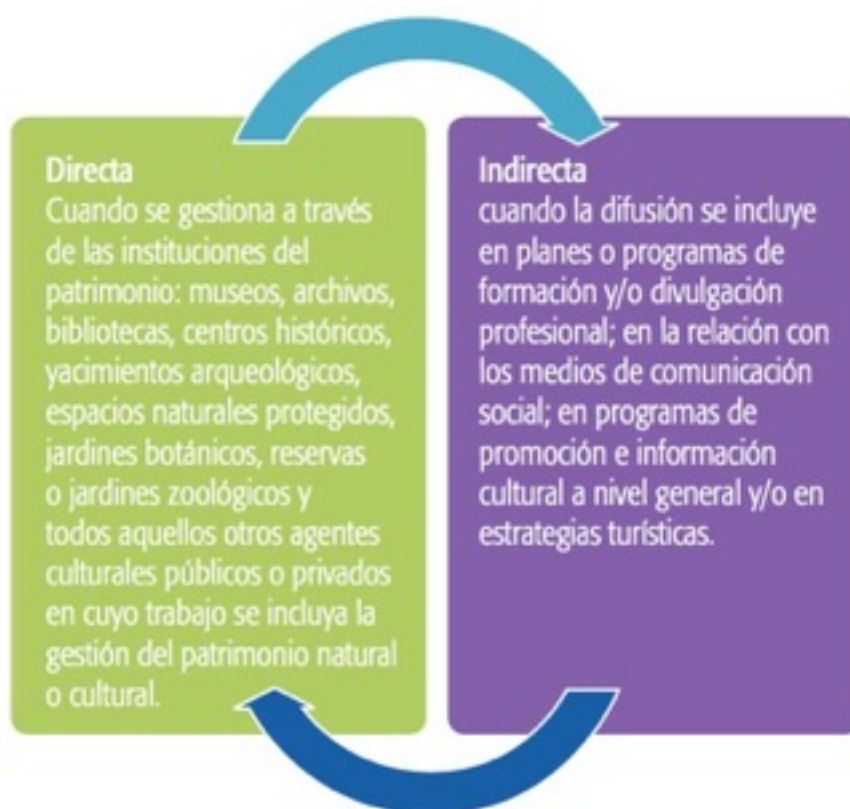 Directa
Cuando se gestiona a través
de las instituciones del
patrimonio: museos, archivos,
bibliotecas, centros históricos,
yacimientos arqueológicos,
espacios naturales protegidos,
jardines botánicos, reservas
o jardines zoológicos y
todos aquellos otros agentes
culturales públicos o privados
en cuyo trabajo se incluya la
gestión del patrimonio natural
o cultural.
Indirecta
cuando la difusión se incluye
en planes o programas de
formación y/o divulgación
profesional; en la relación con
los medios de comunicación
social; en programas de
promoción e información
cultural a nivel general y/o en
estrategias turísticas.